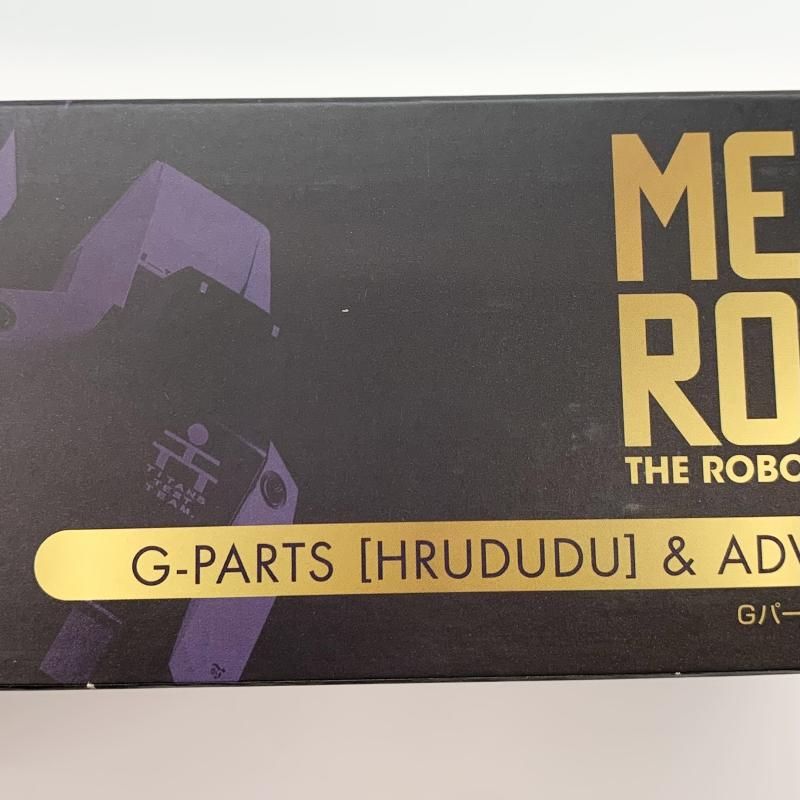 ME
RO
THE ROBO
TITANS
TEST
TEAM.
G-PARTS [HRUDUDU] & ADV
Gパー